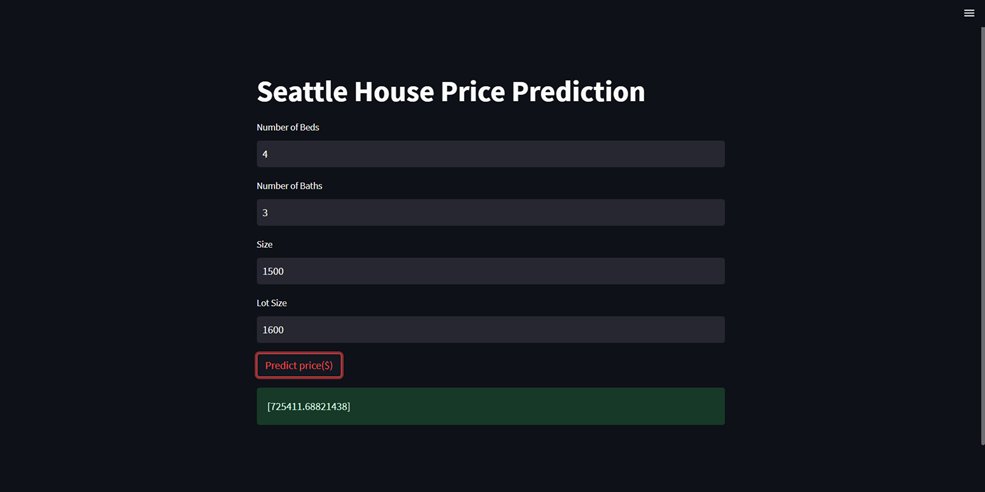 Seattle House Price Prediction
Number of Beds
4
Number of Baths
3
Size
1500
Lot Size
1600
Predict price($)
[725411.68821438]